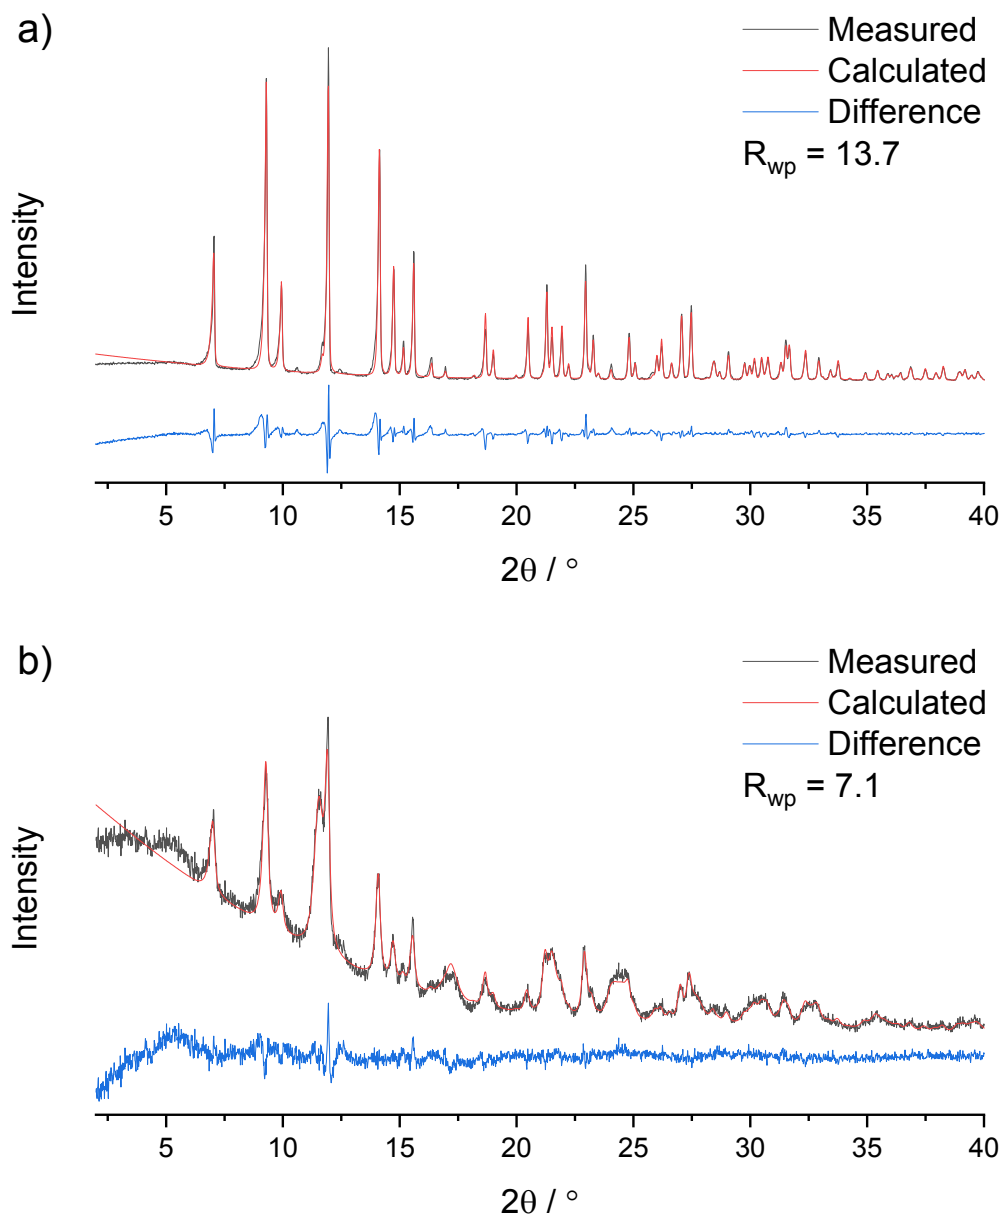 a)
Measured
Calculated
Difference
R_wp = 13.7
Intensity
5 10 15 20 25 30 35 40
2θ / °
b)
Measured
Calculated
Difference
R_wp = 7.1
Intensity
5 10 15 20 25 30 35 40
2θ / °